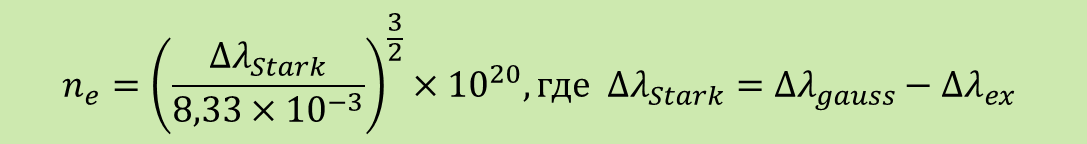 n_e = (Δλ_Stark / 8,33 × 10^−3)^(3/2) × 10^20, где Δλ_Stark = Δλ_gauss − Δλ_ex